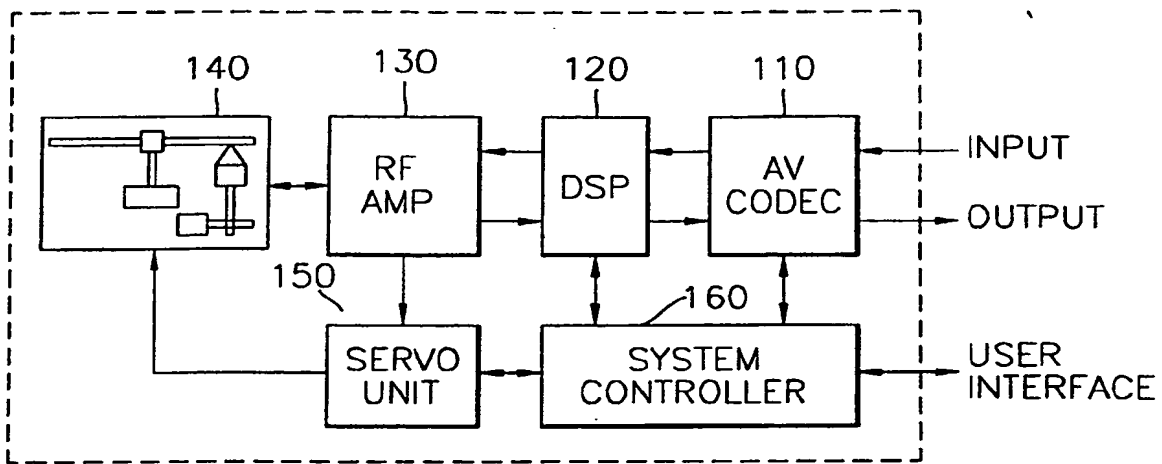 140
130
120
110
RF
AMP
DSP
AV
CODEC
INPUT
OUTPUT
150
160
SERVO
UNIT
SYSTEM
CONTROLLER
USER
INTERFACE